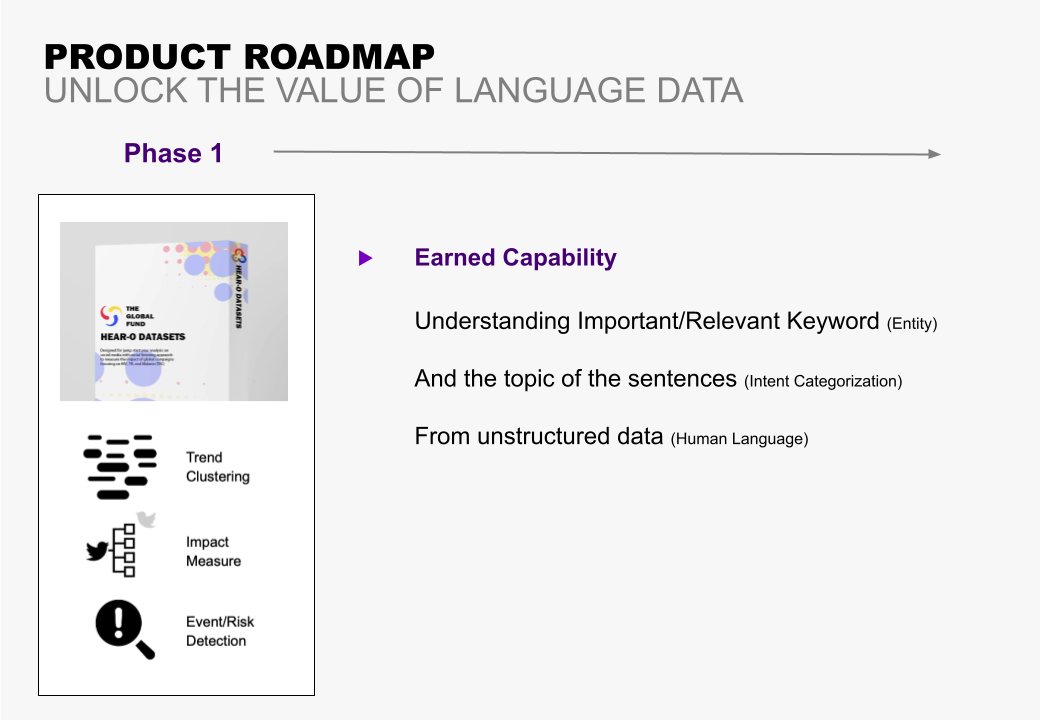 PRODUCT ROADMAP
UNLOCK THE VALUE OF LANGUAGE DATA
Phase 1
THE
GLOBAL
FUND
HEAR-O DATASETS
HEAR-O DATASETS
Trend
Clustering
Impact
Measure
Event/Risk
Detection
Earned Capability
Understanding Important/Relevant Keyword (Entity)
And the topic of the sentences (Intent Categorization)
From unstructured data (Human Language)